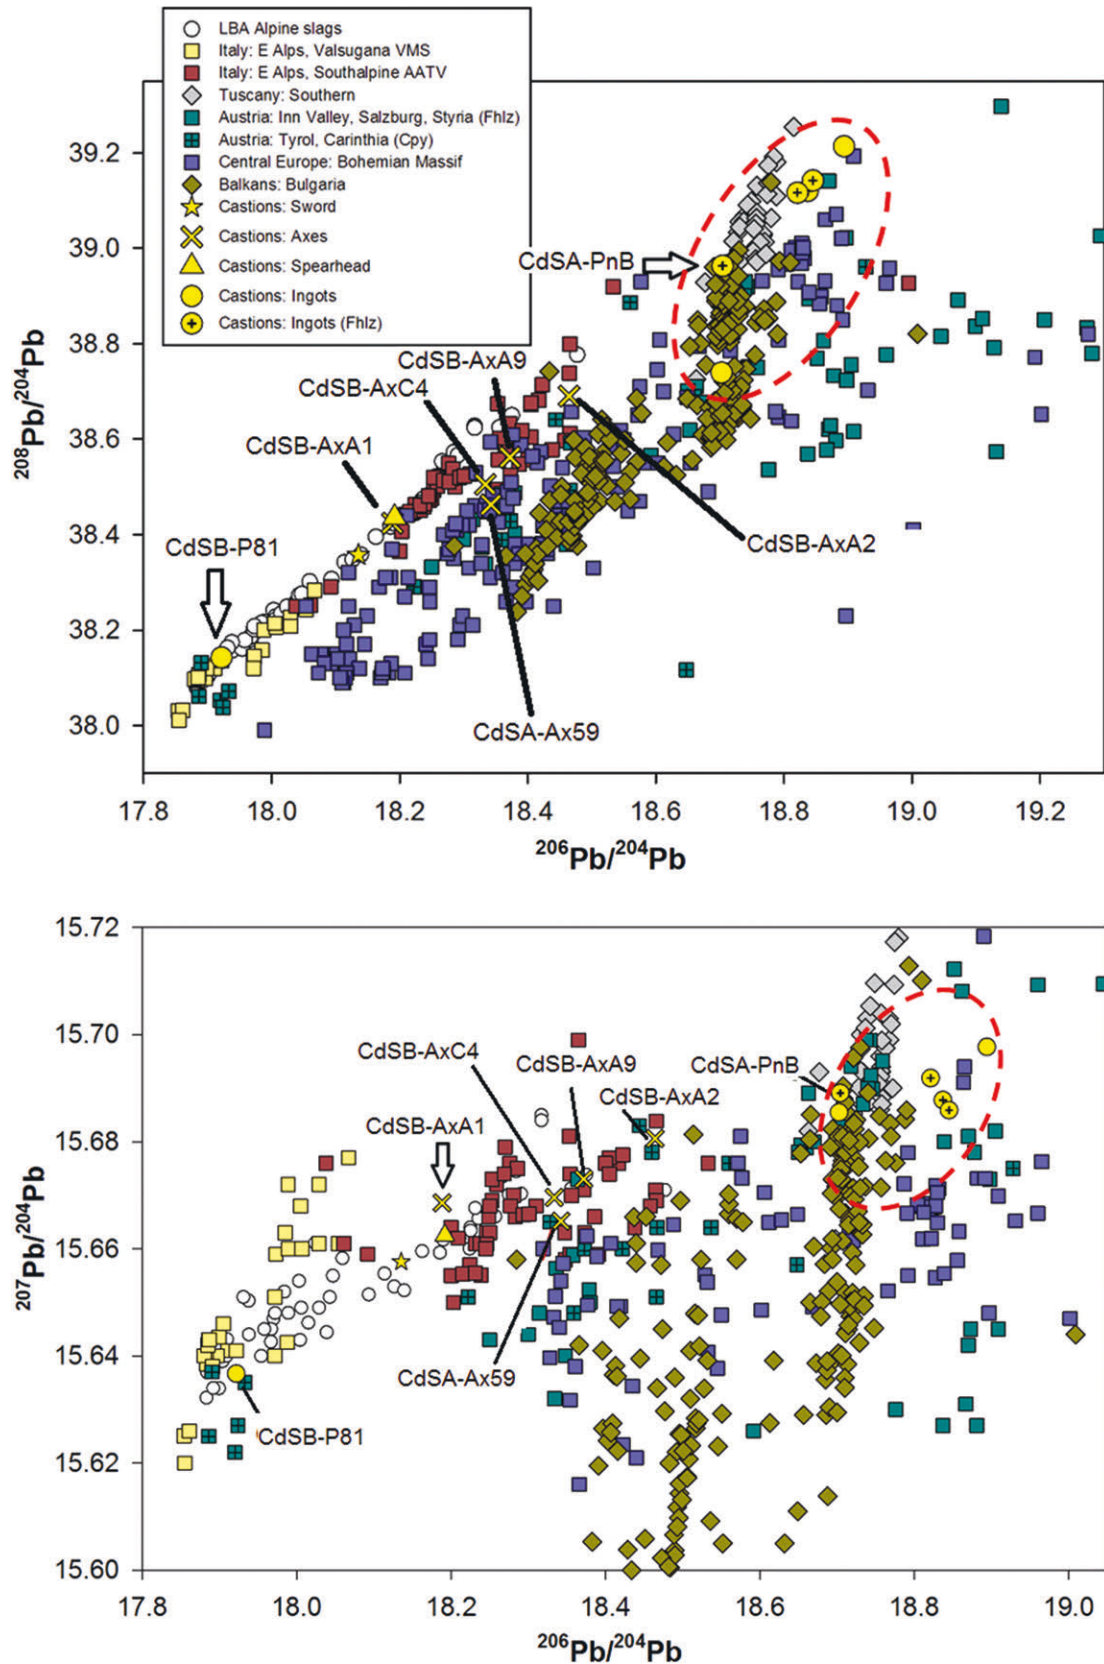 LBA Alpine slags
Italy: E Alps, Valsugana VMS
Italy: E Alps, Southalpine AATV
Tuscany: Southern
Austria: Inn Valley, Salzburg, Styria (Fhlz)
Austria: Tyrol, Carinthia (Cpy)
Central Europe: Bohemian Massif
Balkans: Bulgaria
Castions: Sword
Castions: Axes
Castions: Spearhead
Castions: Ingots
Castions: Ingots (Fhlz)
39.2
39.0
38.8
38.6
38.4
38.2
38.0
208Pb/204Pb
CdSA-PnB
CdSB-AxA9
CdSB-AxC4
CdSB-AxA1
CdSB-P81
CdSB-AxA2
CdSA-Ax59
17.8 18.0 18.2 18.4 18.6 18.8 19.0 19.2
206Pb/204Pb
15.72
15.70
15.68
15.66
15.64
15.62
15.60
207Pb/204Pb
CdSB-AxC4
CdSB-AxA9
CdSA-PnB
CdSB-AxA2
CdSB-AxA1
CdSA-Ax59
CdSB-P81
17.8 18.0 18.2 18.4 18.6 18.8 19.0
206Pb/204Pb